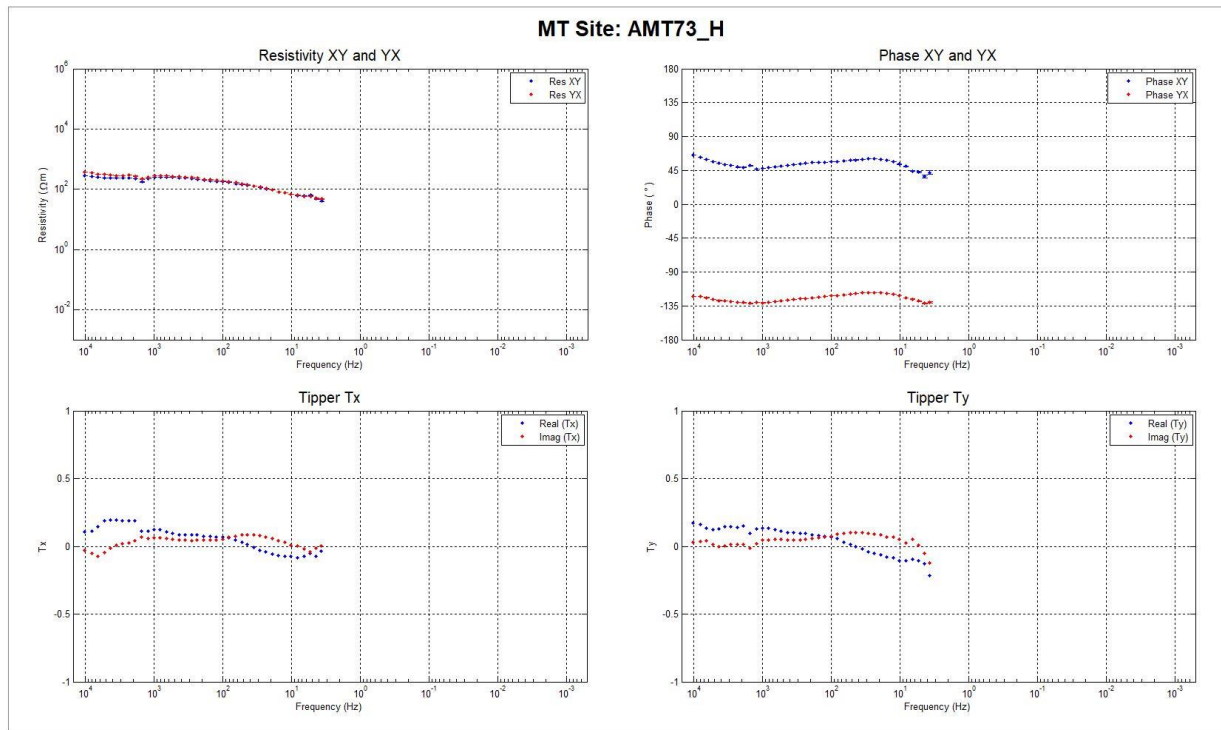 MT Site: AMT73_H
Resistivity XY and YX
10^6
10^4
10^2
10^0
10^-2
Resistivity (Ωm)
Res XY
Res YX
10^4 10^3 10^2 10^1 10^0 10^-1 10^-2 10^-3
Frequency (Hz)
Phase XY and YX
180
135
90
45
0
-45
-90
-135
-180
Phase (°)
Phase XY
Phase YX
10^4 10^3 10^2 10^1 10^0 10^-1 10^-2 10^-3
Frequency (Hz)
Tipper Tx
1
0.5
0
-0.5
-1
Tx
Real (Tx)
Imag (Tx)
10^4 10^3 10^2 10^1 10^0 10^-1 10^-2 10^-3
Frequency (Hz)
Tipper Ty
1
0.5
0
-0.5
-1
Ty
Real (Ty)
Imag (Ty)
10^4 10^3 10^2 10^1 10^0 10^-1 10^-2 10^-3
Frequency (Hz)